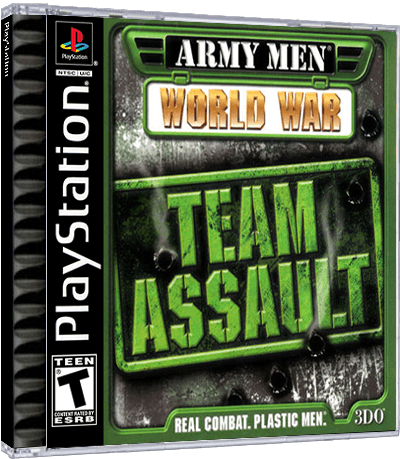 PlayStation
PlayStation
NTSC U/C
PlayStation®
TEEN
T
CONTENT RATED BY
ESRB
ARMY MEN®
WORLD WAR
TEAM
ASSAULT
REAL COMBAT. PLASTIC MEN.®
3DO®